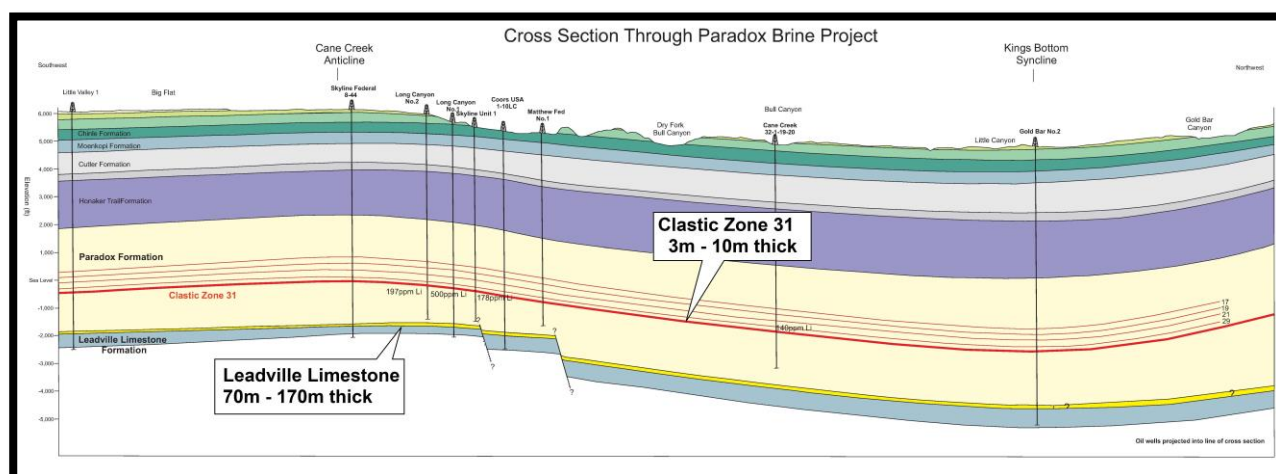 Cross Section Through Paradox Brine Project
Cane Creek
Anticline
Kings Bottom
Syncline
Southwest
Northwest
Little Valley 1
Big Flat
Skyline Federal
8-44
Long Canyon
No.2
Long Canyon
No.1
Skyline Unit 1
Coors USA
1-10LC
Matthew Fed
No.1
Dry Fork
Bull Canyon
Bull Canyon
Cane Creek
32-1-19-20
Little Canyon
Gold Bar No.2
Gold Bar
Canyon
Elevation (ft)
6,000
5,000
4,000
3,000
2,000
1,000
Sea Level
-1,000
-2,000
-3,000
-4,000
-5,000
Chinle Formation
Moenkopi Formation
Cutler Formation
Honaker TrailFormation
Paradox Formation
Clastic Zone 31
Leadville Limestone
Formation
197ppm Li
500ppm Li
178ppm Li
140ppm Li
Clastic Zone 31
3m - 10m thick
Leadville Limestone
70m - 170m thick
17
19
21
29
?
?
?
?
?
?
Oil wells projected into line of cross section